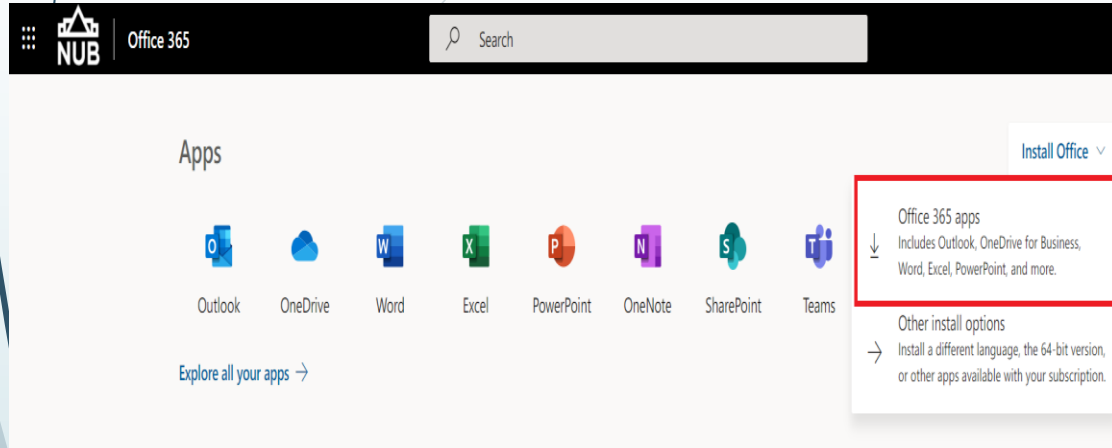 NUB
Office 365
Search
Apps
Install Office
Office 365 apps
Includes Outlook, OneDrive for Business,
Word, Excel, PowerPoint, and more.
Outlook
OneDrive
Word
Excel
PowerPoint
OneNote
SharePoint
Teams
Other install options
Install a different language, the 64-bit version,
or other apps available with your subscription.
Explore all your apps →